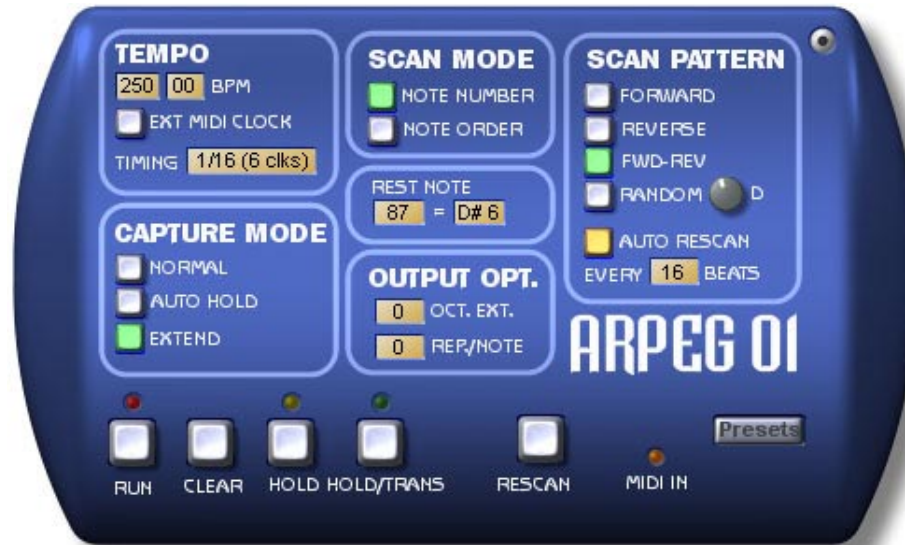 TEMPO
250 00 BPM
EXT MIDI CLOCK
TIMING 1/16 (6 clks)
CAPTURE MODE
NORMAL
AUTO HOLD
EXTEND
SCAN MODE
NOTE NUMBER
NOTE ORDER
REST NOTE
87 = D# 6
OUTPUT OPT.
0 OCT. EXT.
0 REP./NOTE
SCAN PATTERN
FORWARD
REVERSE
FWD-REV
RANDOM D
AUTO RESCAN
EVERY 16 BEATS
ARPEG 01
Presets
RUN CLEAR HOLD HOLD/TRANS RESCAN MIDI IN